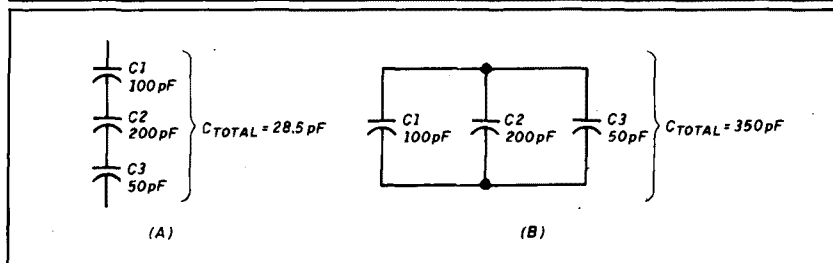 C1
100pF
C2
200pF
C3
50pF
CTOTAL = 28.5 pF
(A)
C1
100pF
C2
200pF
C3
50pF
CTOTAL = 350pF
(B)